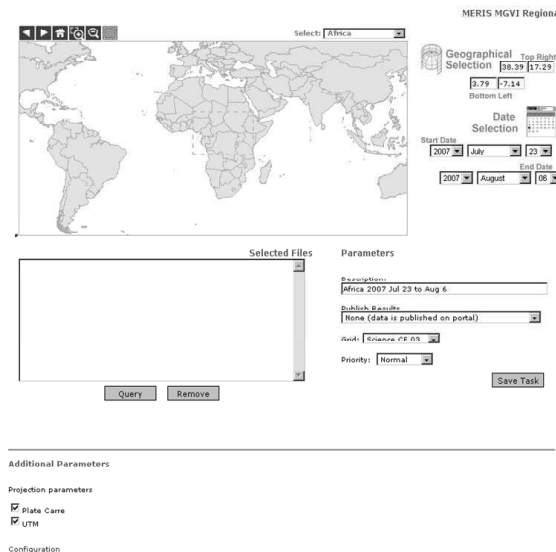 MERIS MGVI
Select: Africa
Geographical Selection
Top Right
38.39 17.29
3.79 -7.14
Bottom Left
Date Selection
Start Date
2007 July 23
End Date
2007 August 06
Selected Files
Parameters
Description:
Africa 2007 Jul 23 to Aug 6
Publish Results
None (data is published on portal)
Grid: Science CE 03
Priority: Normal
Save Task
Query Remove
Additional Parameters
Projection parameters
Plate Carre
UTM
Configuration